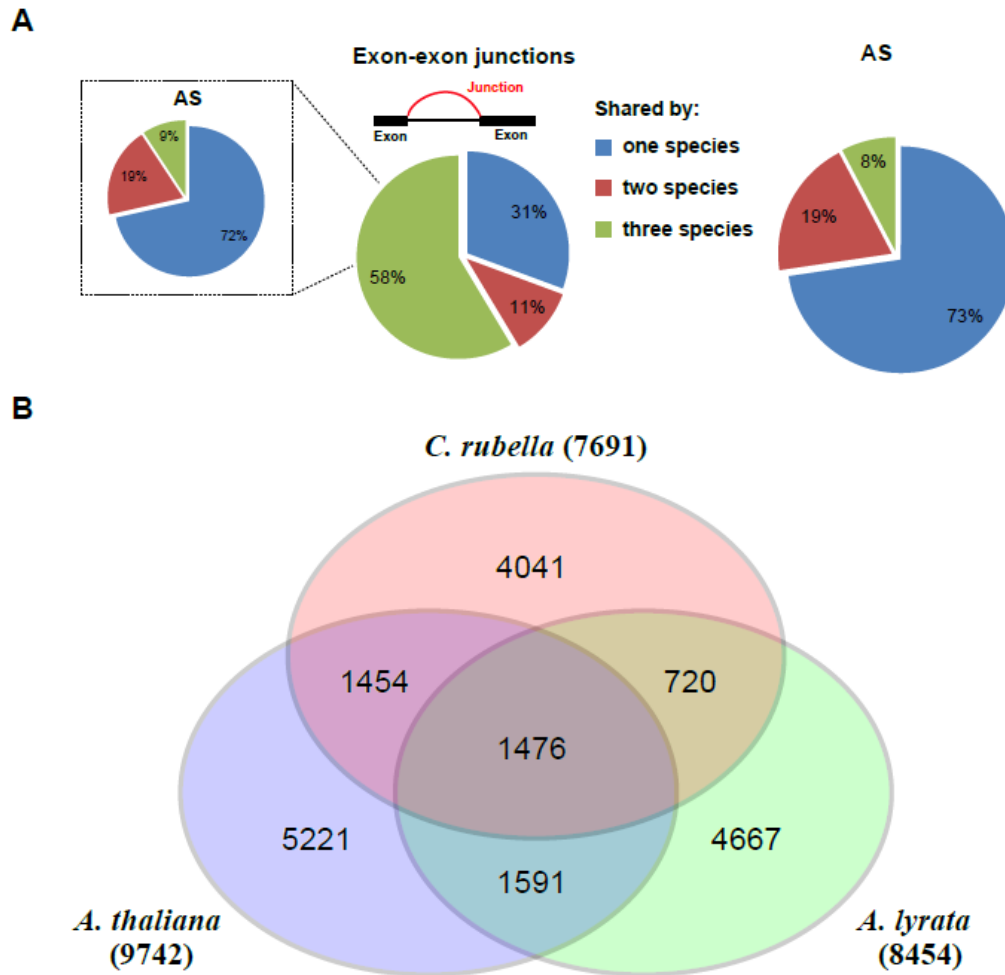 A
Exon-exon junctions
AS
AS
Junction
Exon
Exon
9%
19%
72%
31%
11%
58%
Shared by:
one species
two species
three species
8%
19%
73%
B
C. rubella (7691)
4041
1454
720
1476
5221
4667
1591
A. thaliana
(9742)
A. lyrata
(8454)